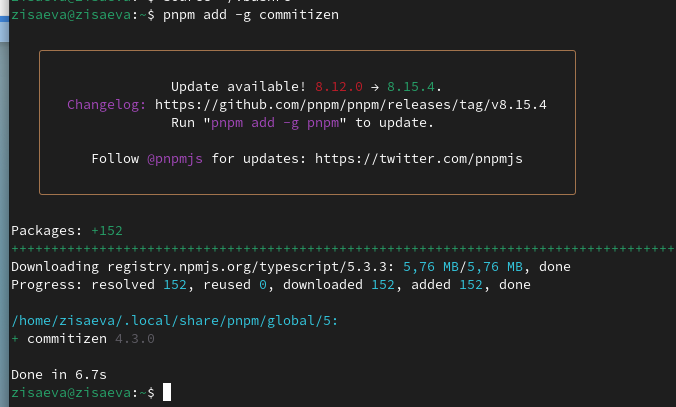 zisaeva@zisaeva:~$ pnpm add -g commitizen
Update available! 8.12.0 → 8.15.4.
Changelog: https://github.com/pnpm/pnpm/releases/tag/v8.15.4
Run "pnpm add -g pnpm" to update.
Follow @pnpmjs for updates: https://twitter.com/pnpmjs
Packages: +152
+++++++++++++++++++++++++++++++++++++++++++++++++++++++++++++++++++++++++++++++++++
Downloading registry.npmjs.org/typescript/5.3.3: 5,76 MB/5,76 MB, done
Progress: resolved 152, reused 0, downloaded 152, added 152, done
/home/zisaeva/.local/share/pnpm/global/5:
+ commitizen 4.3.0
Done in 6.7s
zisaeva@zisaeva:~$